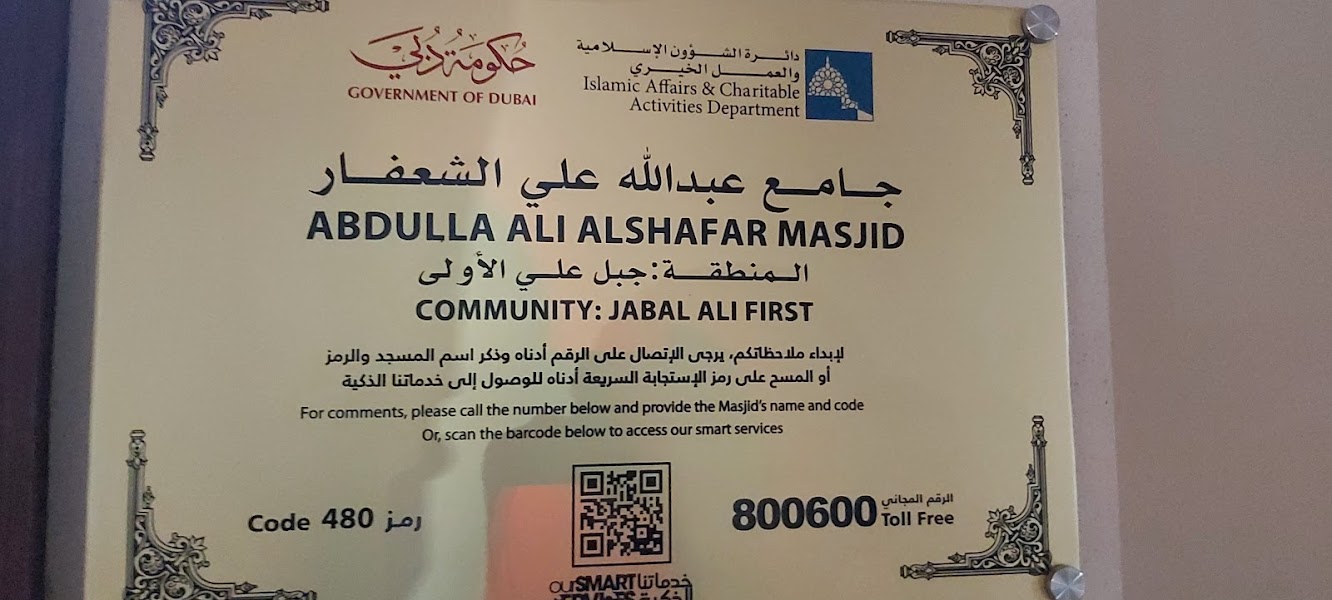 حكومة دبي
GOVERNMENT OF DUBAI
دائرة الشؤون الإسلامية
والعمل الخيري
Islamic Affairs & Charitable
Activities Department
جامع عبدالله علي الشعفار
ABDULLA ALI ALSHAFAR MASJID
المنطقة: جبل علي الأولى
COMMUNITY: JABAL ALI FIRST
لإبداء ملاحظاتكم، يرجى الإتصال على الرقم أدناه وذكر اسم المسجد والرمز
أو المسح على رمز الإستجابة السريعة أدناه للوصول إلى خدماتنا الذكية
For comments, please call the number below and provide the Masjid's name and code
Or, scan the barcode below to access our smart services
Code 480 رمز
800600
الرقم المجاني
Toll Free
ourSMART خدماتنا
SERVICES الذكية